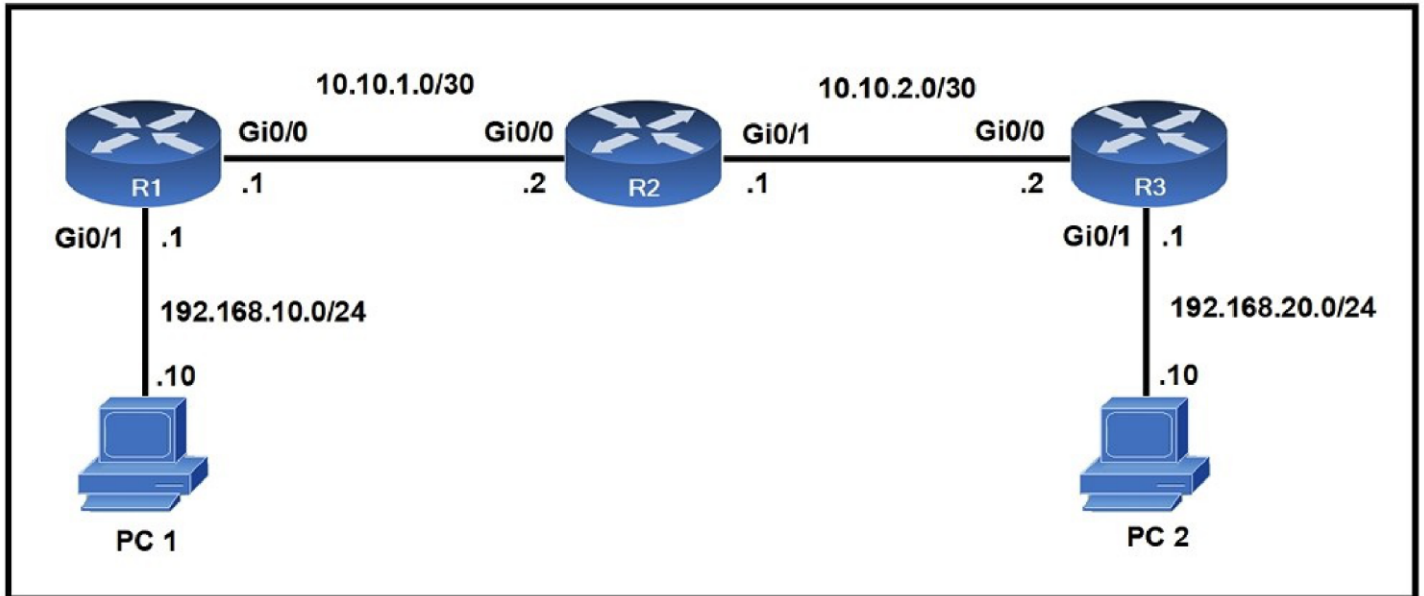 10.10.1.0/30
10.10.2.0/30
Gi0/0
Gi0/0
Gi0/1
Gi0/0
R1
R2
R3
.1
.2
.1
.2
Gi0/1
.1
Gi0/1
.1
192.168.10.0/24
192.168.20.0/24
.10
.10
PC 1
PC 2